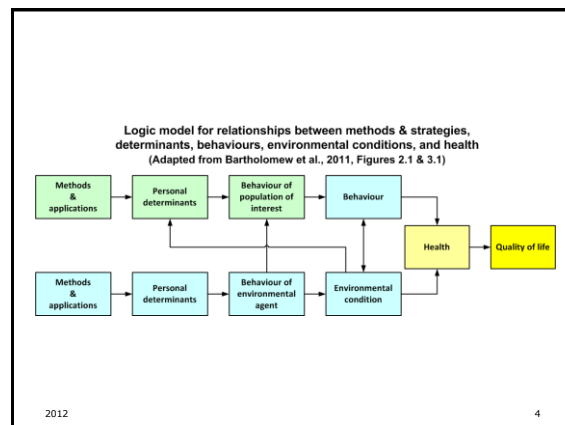 Logic model for relationships between methods & strategies,
determinants, behaviours, environmental conditions, and health
(Adapted from Bartholomew et al., 2011, Figures 2.1 & 3.1)
Methods
&
applications
Personal
determinants
Behaviour of
population of
interest
Behaviour
Health
Quality of life
Methods
&
applications
Personal
determinants
Behaviour of
environmental
agent
Environmental
condition
2012
4